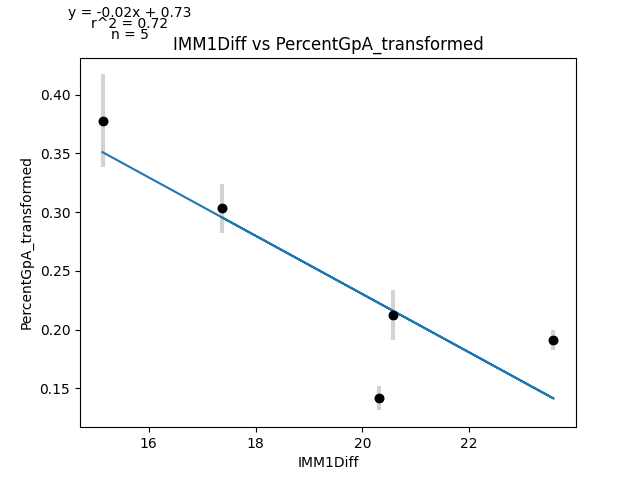 y = -0.02x + 0.73
r^2 = 0.72
n = 5
IMM1Diff vs PercentGpA_transformed
0.40
0.35
0.30
0.25
0.20
0.15
PercentGpA_transformed
16 18 20 22
IMM1Diff